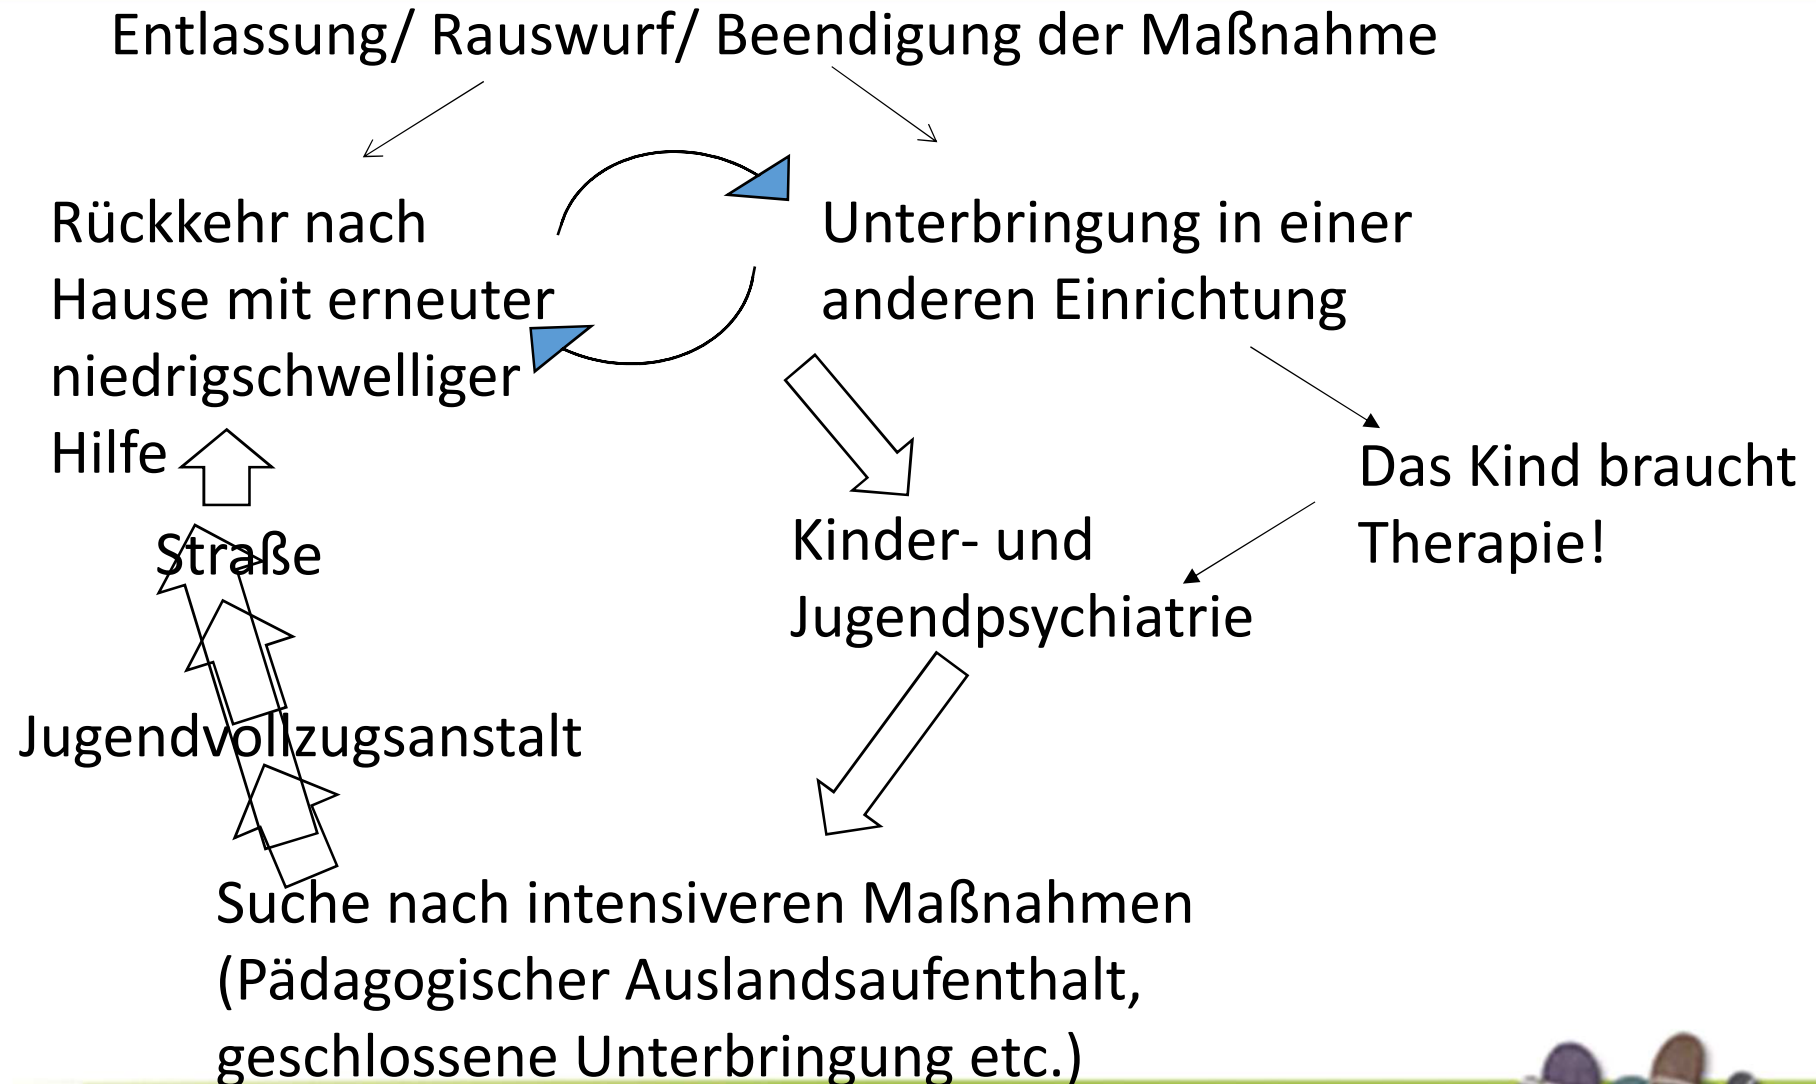 Entlassung/ Rauswurf/ Beendigung der Maßnahme
Rückkehr nach
Hause mit erneuter
niedrigschwelliger
Hilfe
Unterbringung in einer
anderen Einrichtung
Das Kind braucht
Therapie!
Kinder- und
Jugendpsychiatrie
Straße
Jugendvollzugsanstalt
Suche nach intensiveren Maßnahmen
(Pädagogischer Auslandsaufenthalt,
geschlossene Unterbringung etc.)